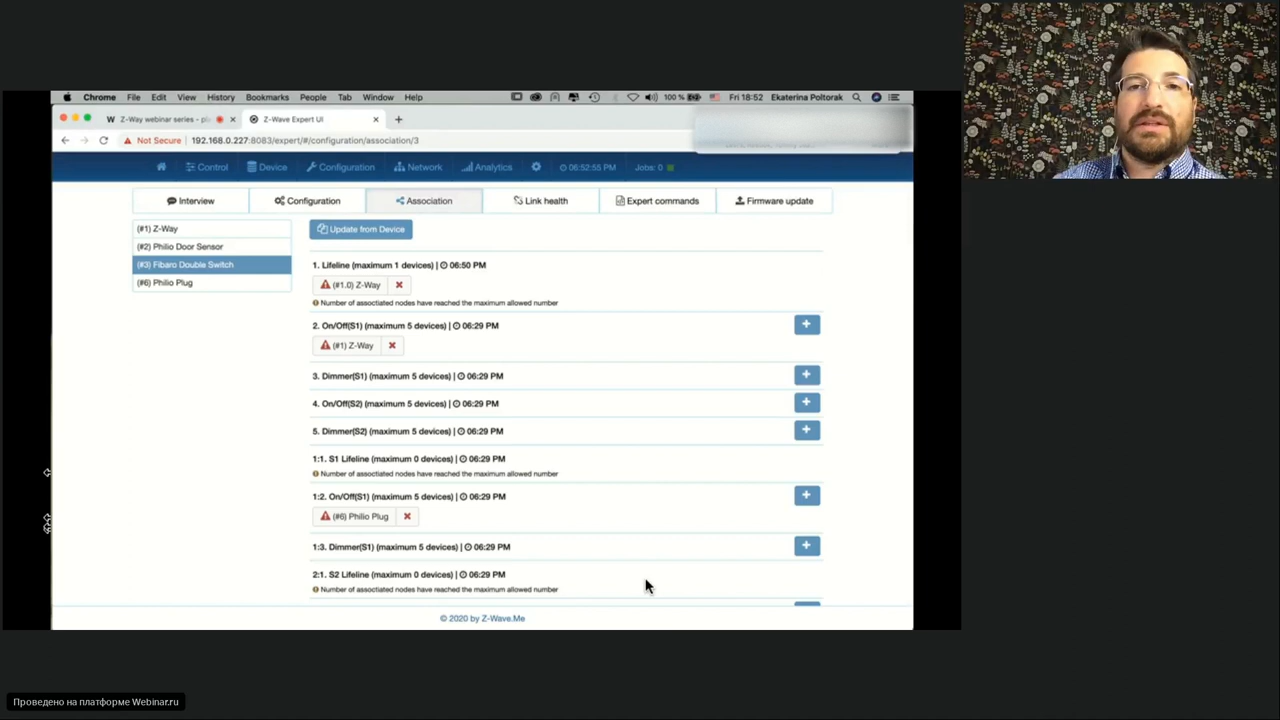 Chrome File Edit View History Bookmarks People Tab Window Help 100 % Fri 18:52 Ekaterina Poltorak
Z-Way webinar series - pl
Z-Wave Expert UI
Not Secure 192.168.0.227:8083/expert/#/configuration/association/3
Control Device Configuration Network Analytics 06:52:55 PM Jobs: 0
Interview Configuration Association Link health Expert commands Firmware update
(#1) Z-Way
(#2) Philio Door Sensor
(#3) Fibaro Double Switch
(#6) Philio Plug
Update from Device
1. Lifeline (maximum 1 devices) | 06:50 PM
(#1.0) Z-Way
Number of associtated nodes have reached the maximum allowed number
2. On/Off(S1) (maximum 5 devices) | 06:29 PM
(#1) Z-Way
3. Dimmer(S1) (maximum 5 devices) | 06:29 PM
4. On/Off(S2) (maximum 5 devices) | 06:29 PM
5. Dimmer(S2) (maximum 5 devices) | 06:29 PM
1:1. S1 Lifeline (maximum 0 devices) | 06:29 PM
Number of associtated nodes have reached the maximum allowed number
1:2. On/Off(S1) (maximum 5 devices) | 06:29 PM
(#6) Philio Plug
1:3. Dimmer(S1) (maximum 5 devices) | 06:29 PM
2:1. S2 Lifeline (maximum 0 devices) | 06:29 PM
Number of associtated nodes have reached the maximum allowed number
© 2020 by Z-Wave.Me
Проведено на платформе Webinar.ru